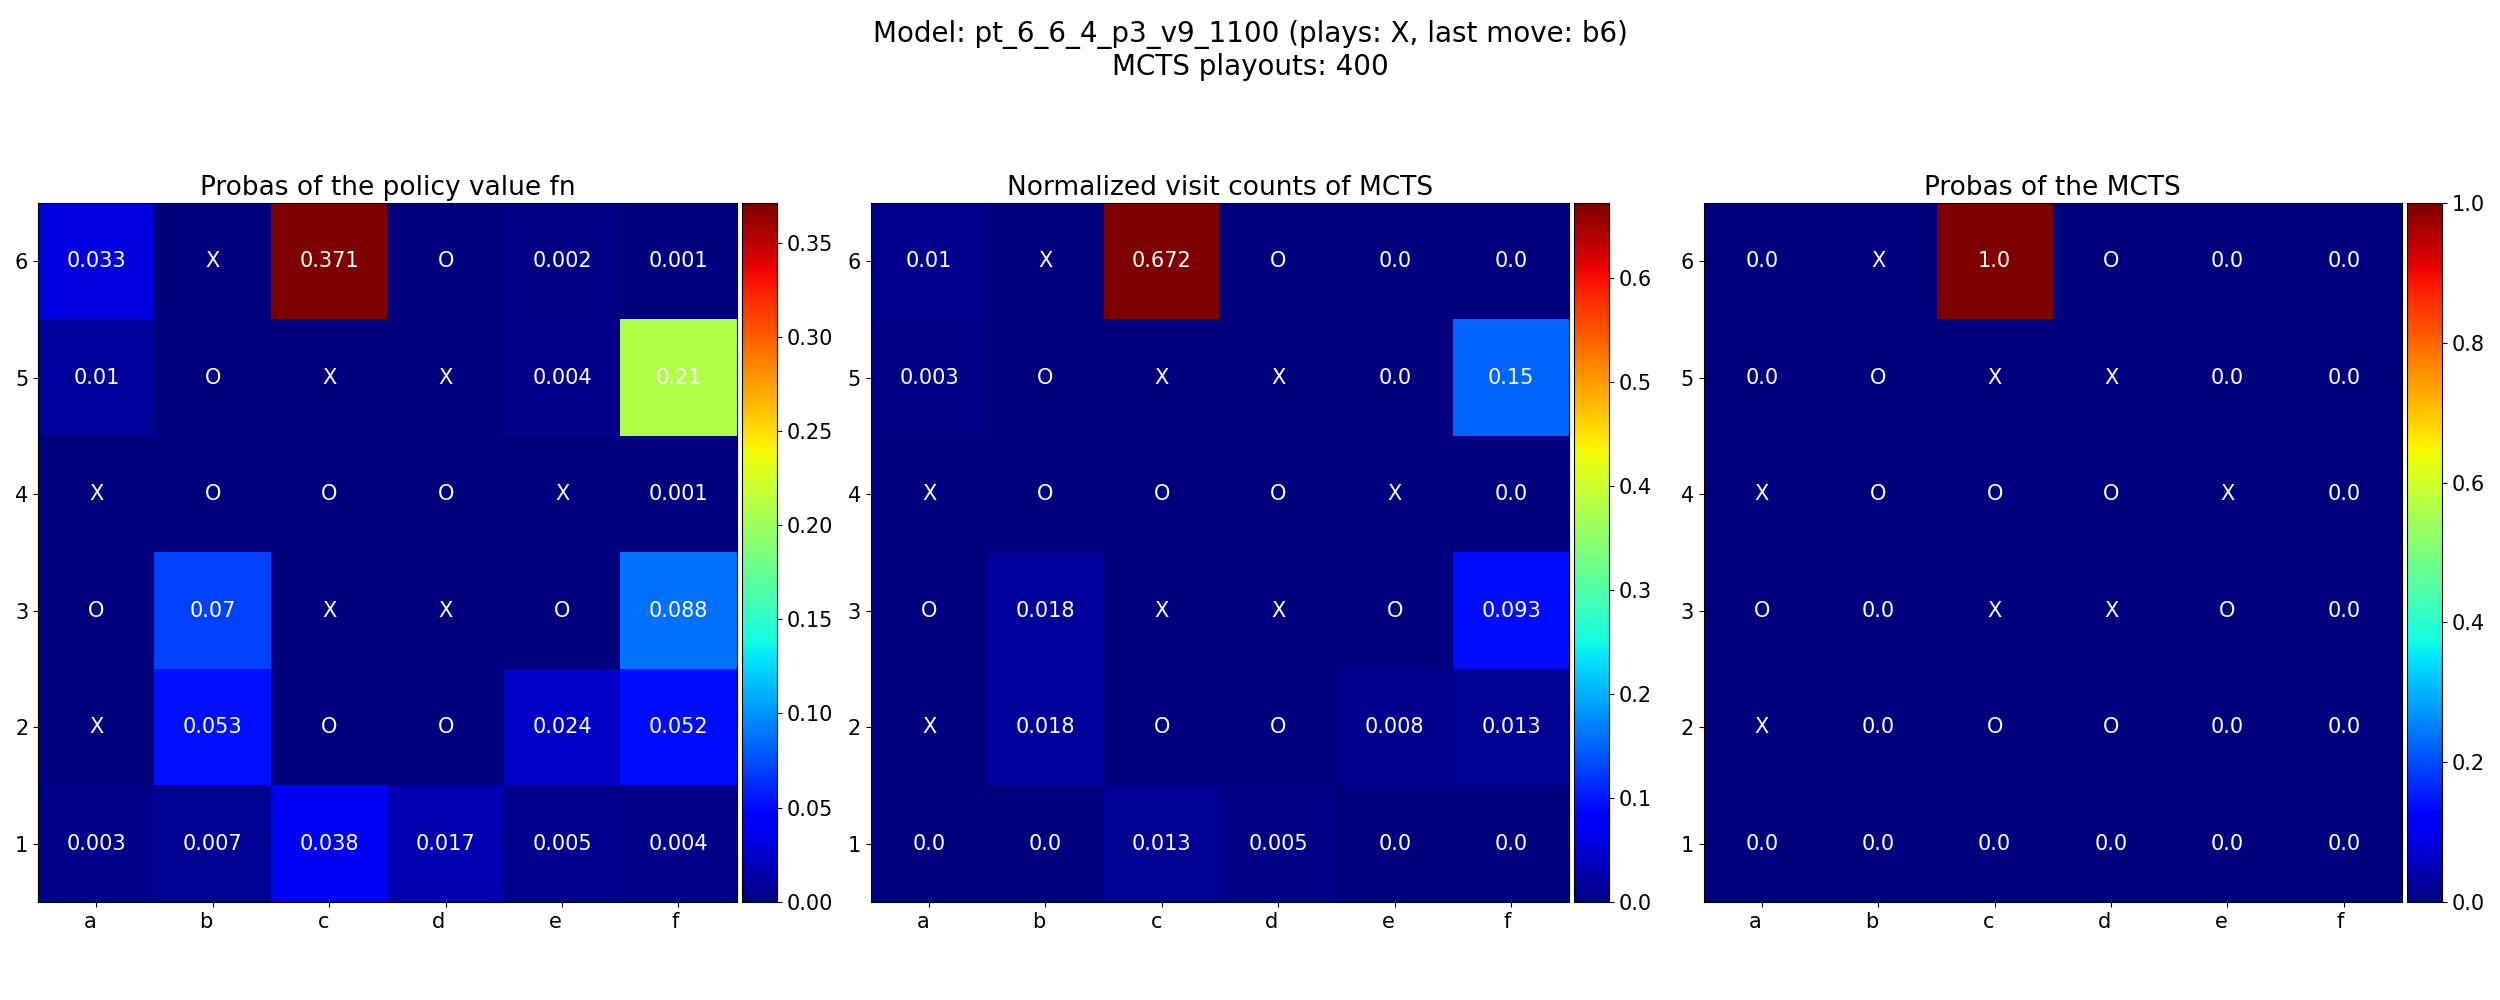 Model: pt_6_6_4_p3_v9_1100 (plays: X, last move: b6)
MCTS playouts: 400
Probas of the policy value fn
6 0.033 X 0.371 O 0.002 0.001
5 0.01 O X X 0.004 0.21
4 X O O O X 0.001
3 O 0.07 X X O 0.088
2 X 0.053 O O 0.024 0.052
1 0.003 0.007 0.038 0.017 0.005 0.004
a b c d e f
0.35
0.30
0.25
0.20
0.15
0.10
0.05
0.00
Normalized visit counts of MCTS
6 0.01 X 0.672 O 0.0 0.0
5 0.003 O X X 0.0 0.15
4 X O O O X 0.0
3 O 0.018 X X O 0.093
2 X 0.018 O O 0.008 0.013
1 0.0 0.0 0.013 0.005 0.0 0.0
a b c d e f
0.6
0.5
0.4
0.3
0.2
0.1
0.0
Probas of the MCTS
6 0.0 X 1.0 O 0.0 0.0
5 0.0 O X X 0.0 0.0
4 X O O O X 0.0
3 O 0.0 X X O 0.0
2 X 0.0 O O 0.0 0.0
1 0.0 0.0 0.0 0.0 0.0 0.0
a b c d e f
1.0
0.8
0.6
0.4
0.2
0.0